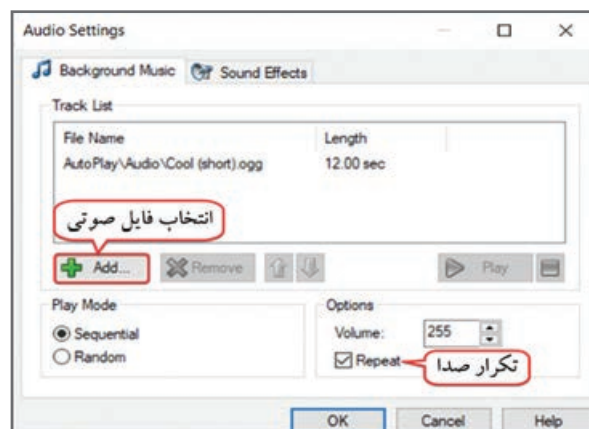 Audio Settings
Background Music Sound Effects
Track List
File Name Length
AutoPlay\Audio\Cool (short).ogg 12.00 sec
انتخاب فایل صوتی
Add... Remove Play
Play Mode Options
Sequential Volume: 255
Random Repeat تکرار صدا
OK Cancel Help